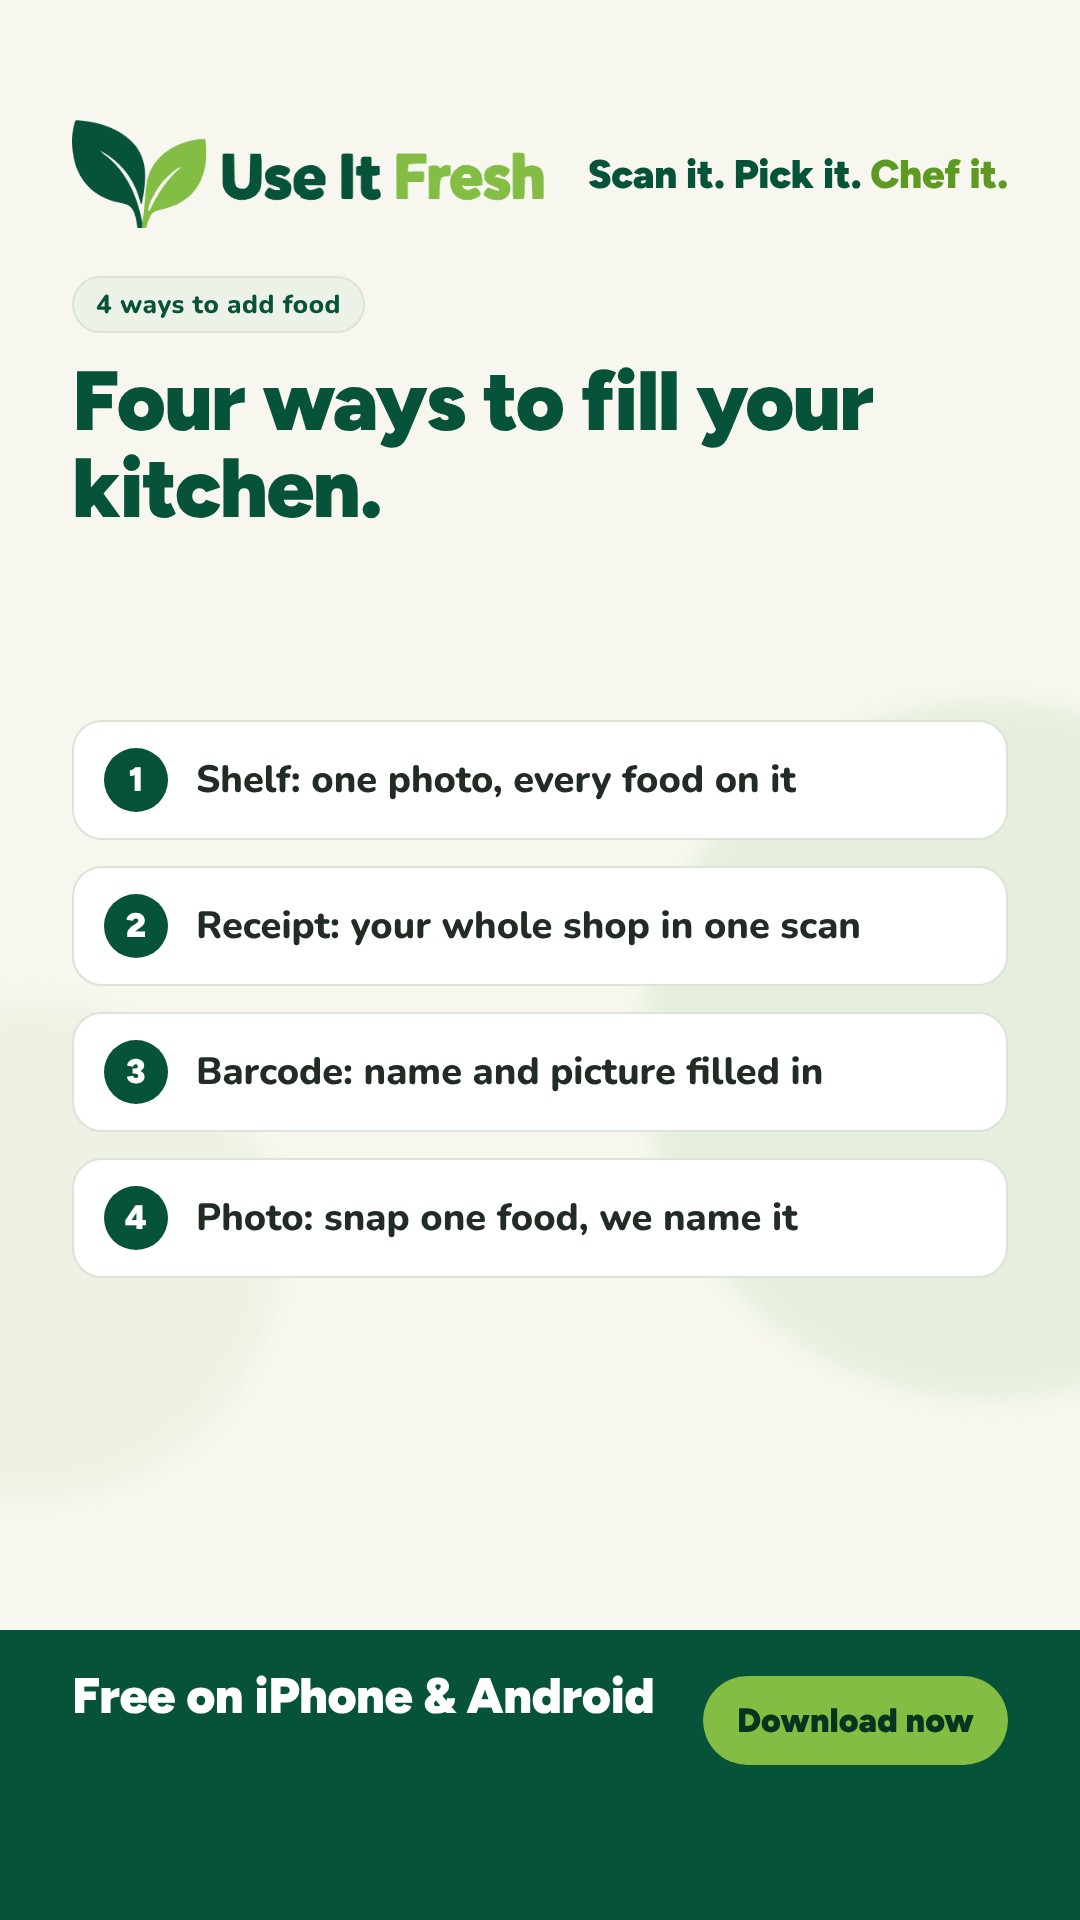 Use It Fresh
Scan it. Pick it. Chef it.
4 ways to add food
Four ways to fill your
kitchen.
1 Shelf: one photo, every food on it
2 Receipt: your whole shop in one scan
3 Barcode: name and picture filled in
4 Photo: snap one food, we name it
Free on iPhone & Android
Download now